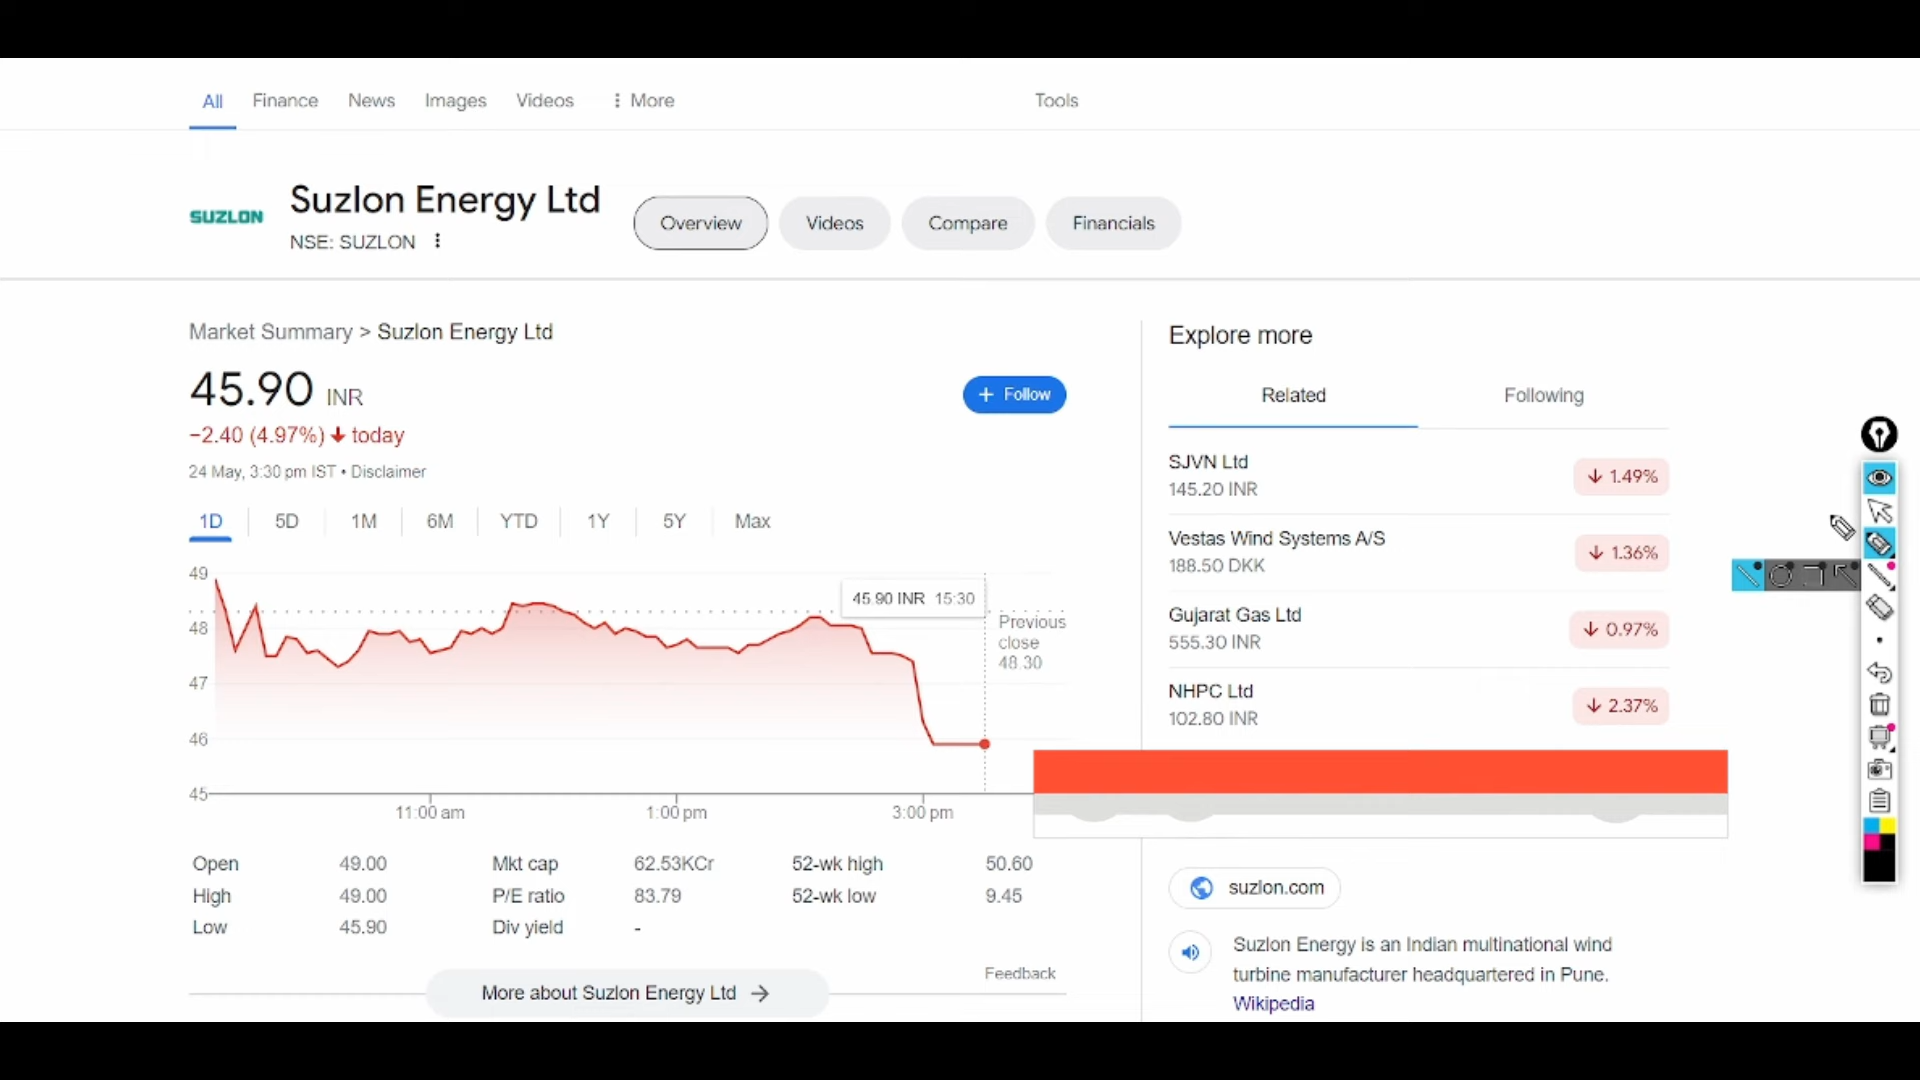 All Finance News Images Videos More Tools
SUZLON
Suzlon Energy Ltd
NSE: SUZLON
Overview Videos Compare Financials
Market Summary > Suzlon Energy Ltd
45.90 INR
+ Follow
−2.40 (4.97%) today
24 May, 3:30 pm IST • Disclaimer
1D 5D 1M 6M YTD 1Y 5Y Max
49
48
47
46
45
45.90 INR 15:30
Previous
close
48.30
11:00 am 1:00 pm 3:00 pm
Open 49.00 Mkt cap 62.53KCr 52-wk high 50.60
High 49.00 P/E ratio 83.79 52-wk low 9.45
Low 45.90 Div yield -
Feedback
More about Suzlon Energy Ltd
Explore more
Related Following
SJVN Ltd
145.20 INR
1.49%
Vestas Wind Systems A/S
188.50 DKK
1.36%
Gujarat Gas Ltd
555.30 INR
0.97%
NHPC Ltd
102.80 INR
2.37%
suzlon.com
Suzlon Energy is an Indian multinational wind
turbine manufacturer headquartered in Pune.
Wikipedia